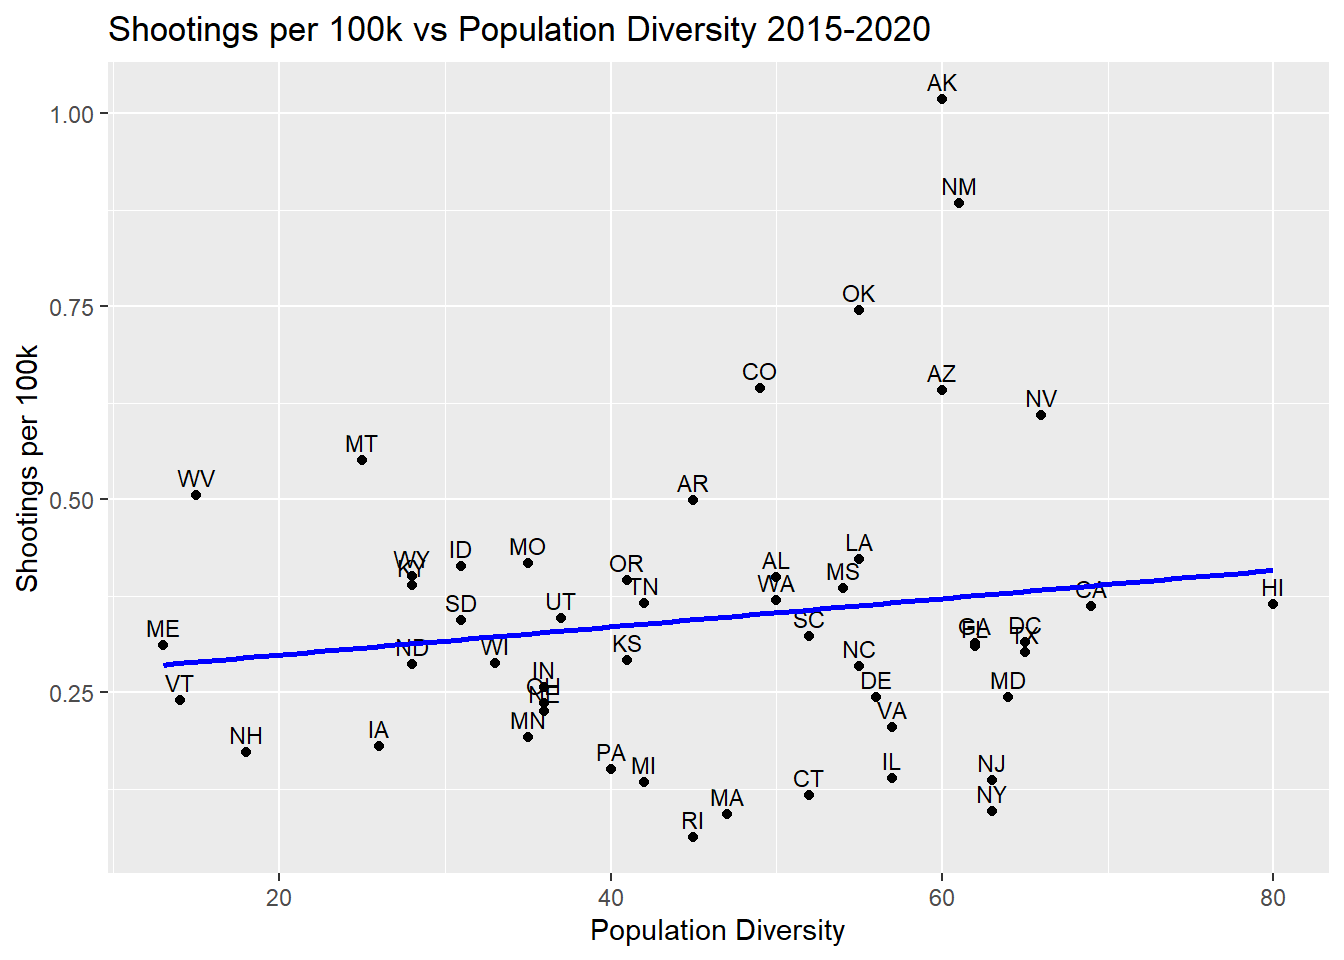 Shootings per 100k vs Population Diversity 2015-2020
Shootings per 100k
1.00
0.75
0.50
0.25
AK
NM
OK
CO
AZ
NV
MT
WV
AR
WY
KY
ID
MO
OR
TN
AL
WA
LA
MS
CA
HI
SD
UT
SC
GA
FL
DC
TX
ME
ND
WI
KS
NC
VT
IN
OH
NE
DE
MD
NH
IA
MN
VA
PA
MI
CT
IL
NJ
MA
NY
RI
20
40
60
80
Population Diversity